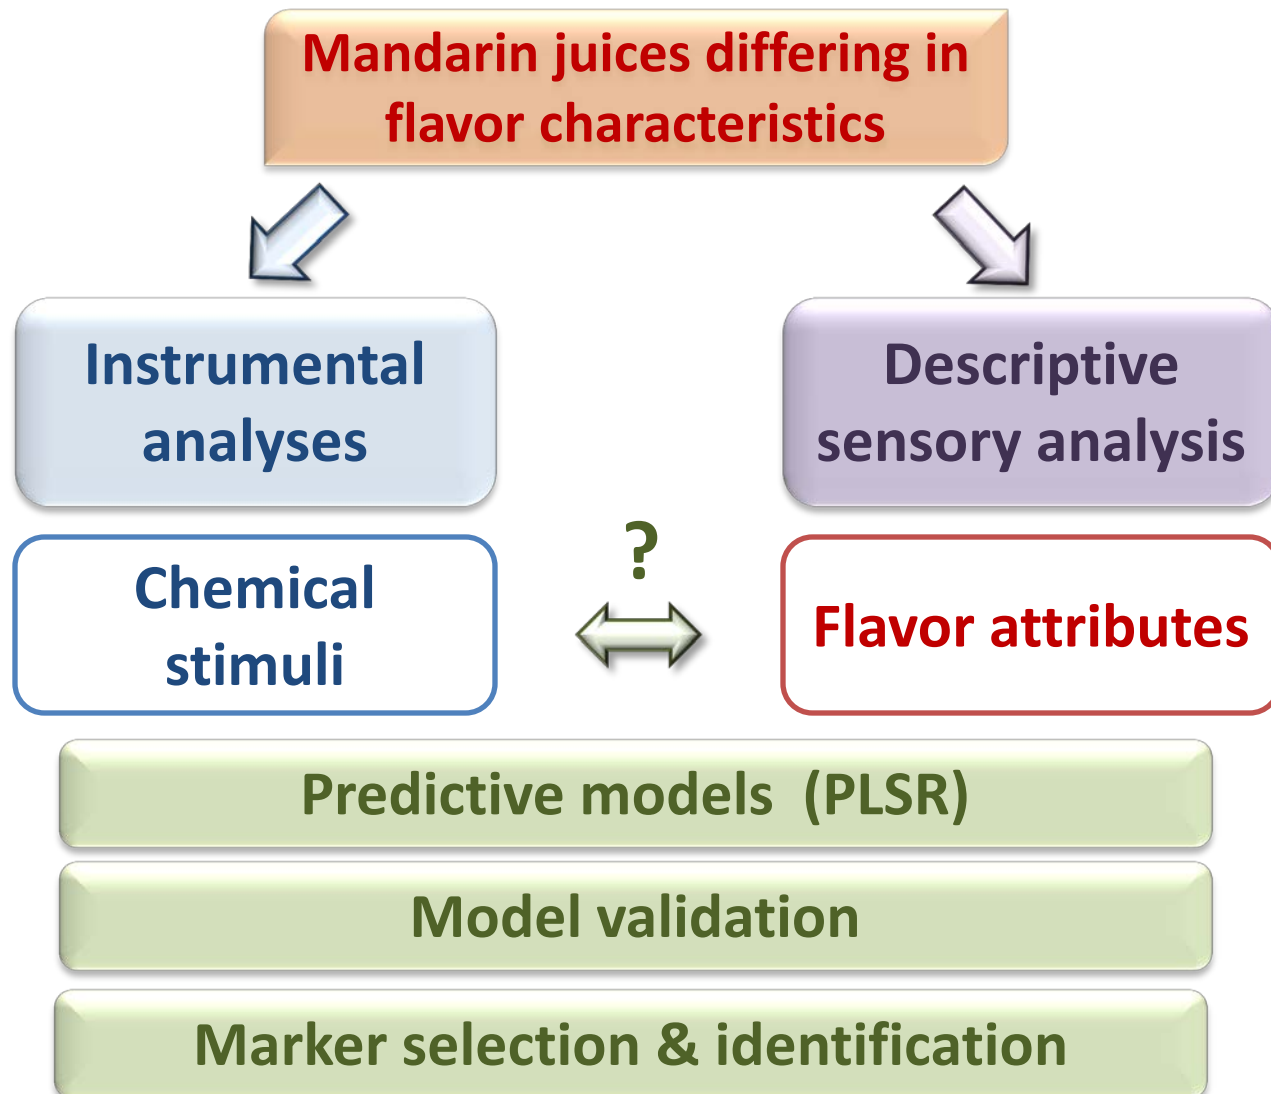 Mandarin juices differing in
flavor characteristics
Instrumental
analyses
Descriptive
sensory analysis
Chemical
stimuli
?
Flavor attributes
Predictive models  (PLSR)
Model validation
Marker selection & identification